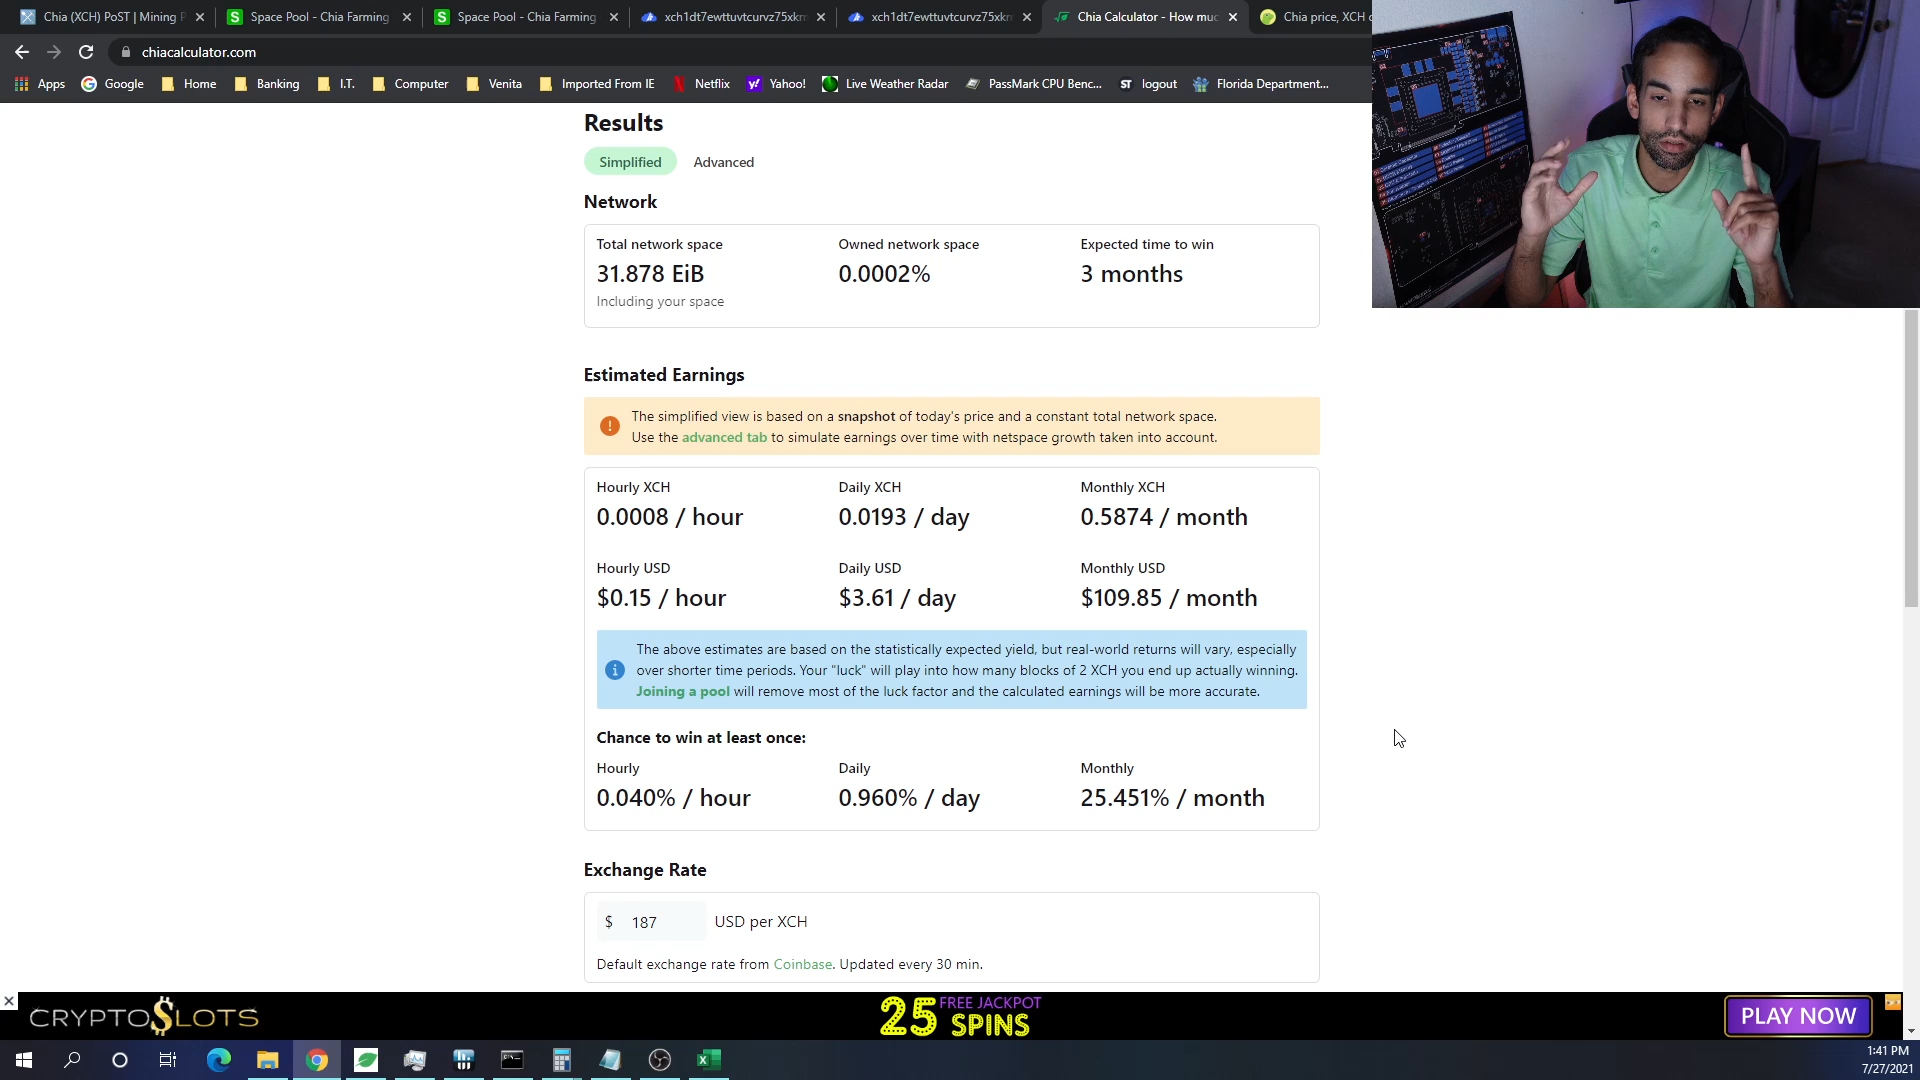 Chia (XCH) PoST | Mining P
Space Pool - Chia Farming
Space Pool - Chia Farming
xch1dt7ewttuvtcurvz75xkm
xch1dt7ewttuvtcurvz75xkm
Chia Calculator - How muc
Chia price, XCH c
chiacalculator.com
Apps
Google
Home
Banking
I.T.
Computer
Venita
Imported From IE
Netflix
Yahoo!
Live Weather Radar
PassMark CPU Benc...
ST logout
Florida Department...
Results
Simplified Advanced
Network
Total network space Owned network space Expected time to win
31.878 EiB 0.0002% 3 months
Including your space
Estimated Earnings
The simplified view is based on a snapshot of today's price and a constant total network space.
Use the advanced tab to simulate earnings over time with netspace growth taken into account.
Hourly XCH Daily XCH Monthly XCH
0.0008 / hour 0.0193 / day 0.5874 / month
Hourly USD Daily USD Monthly USD
$0.15 / hour $3.61 / day $109.85 / month
The above estimates are based on the statistically expected yield, but real-world returns will vary, especially
over shorter time periods. Your "luck" will play into how many blocks of 2 XCH you end up actually winning.
Joining a pool will remove most of the luck factor and the calculated earnings will be more accurate.
Chance to win at least once:
Hourly Daily Monthly
0.040% / hour 0.960% / day 25.451% / month
Exchange Rate
$ 187 USD per XCH
Default exchange rate from Coinbase. Updated every 30 min.
CRYPTO$LOTS
25 FREE JACKPOT
SPINS
PLAY NOW
1:41 PM
7/27/2021